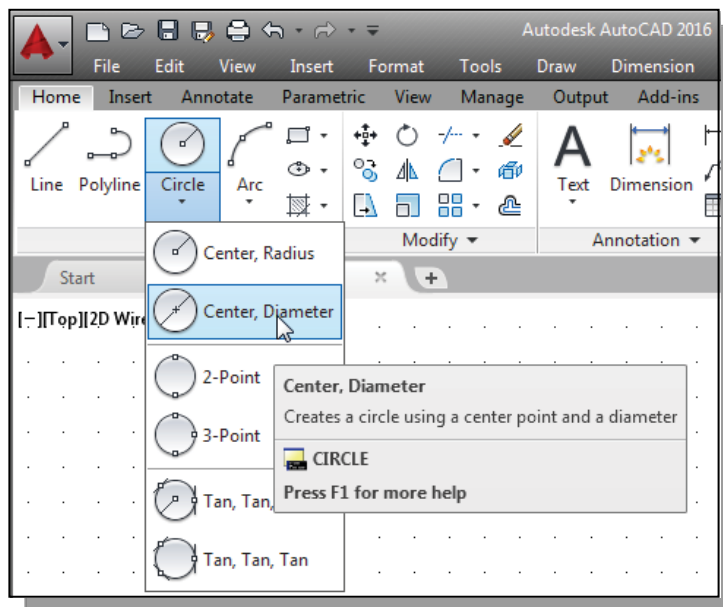 Autodesk AutoCAD 2016
File Edit View Insert Format Tools Draw Dimension
Home Insert Annotate Parametric View Manage Output Add-ins
Line Polyline Circle Arc Text Dimension
Modify
Annotation
Start
[−][Top][2D Wire
Center, Radius
Center, Diameter
2-Point
3-Point
Tan, Tan,
Tan, Tan, Tan
Center, Diameter
Creates a circle using a center point and a diameter
CIRCLE
Press F1 for more help